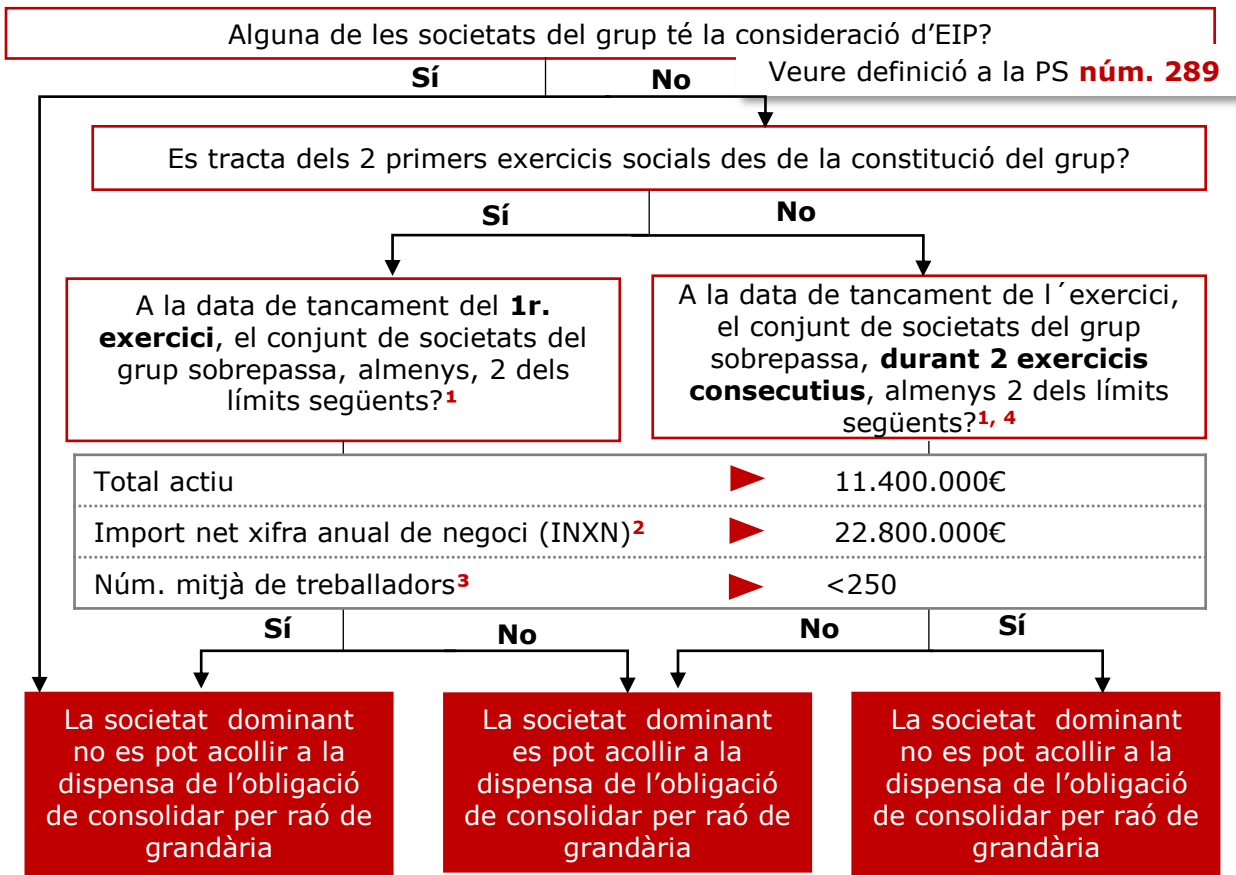 Alguna de les societats del grup té la consideració d’EIP?
Veure definició a la PS núm. 289
Sí
No
Es tracta dels 2 primers exercicis socials des de la constitució del grup?
Sí
No
A la data de tancament del 1r.
exercici, el conjunt de societats del
grup sobrepassa, almenys, 2 dels
límits següents?1
A la data de tancament de l´exercici,
el conjunt de societats del grup
sobrepassa, durant 2 exercicis
consecutius, almenys 2 dels límits
següents?1, 4
Total actiu 11.400.000€
Import net xifra anual de negoci (INXN)2 22.800.000€
Núm. mitjà de treballadors3 <250
Sí
No
No
Sí
La societat dominant
no es pot acollir a la
dispensa de l’obligació
de consolidar per raó de
grandària
La societat dominant
es pot acollir a la
dispensa de l’obligació
de consolidar per raó de
grandària
La societat dominant
no es pot acollir a la
dispensa de l’obligació
de consolidar per raó de
grandària